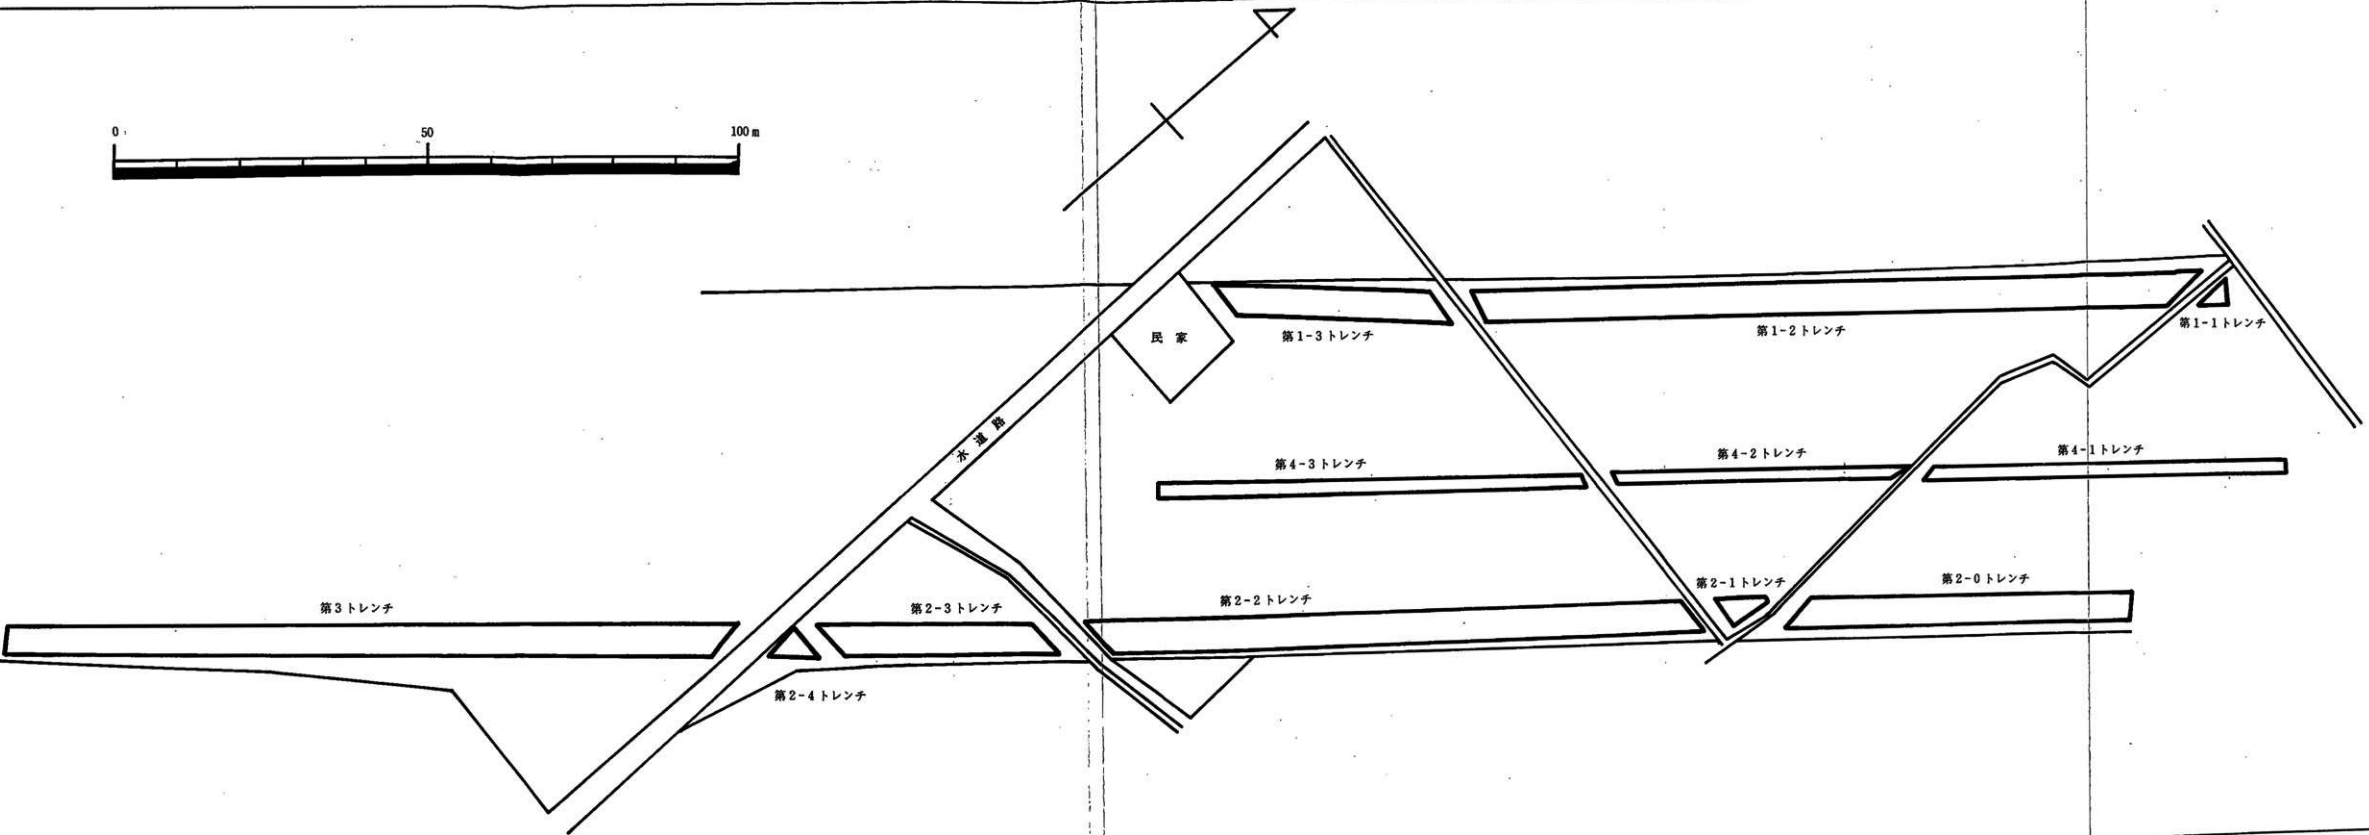 0
50
100m
民家
第1-3トレンチ
第1-2トレンチ
第1-1トレンチ
水道路
第4-3トレンチ
第4-2トレンチ
第4-1トレンチ
第3トレンチ
第2-3トレンチ
第2-2トレンチ
第2-1トレンチ
第2-0トレンチ
第2-4トレンチ